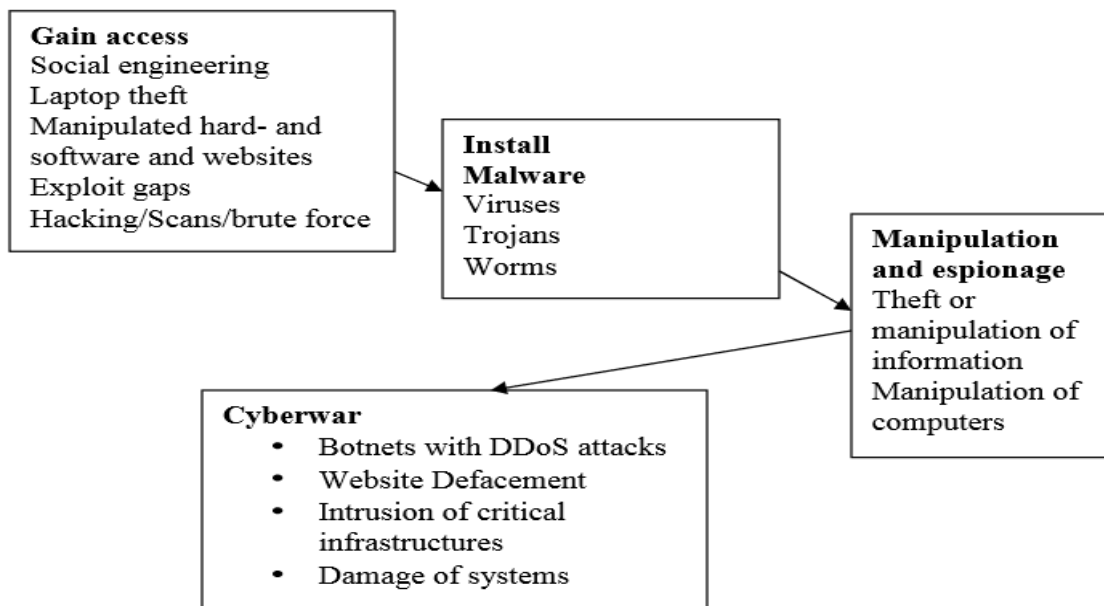 Gain access
Social engineering
Laptop theft
Manipulated hard- and
software and websites
Exploit gaps
Hacking/Scans/brute force
Install
Malware
Viruses
Trojans
Worms
Manipulation
and espionage
Theft or
manipulation of
information
Manipulation of
computers
Cyberwar
• Botnets with DDoS attacks
• Website Defacement
• Intrusion of critical
infrastructures
• Damage of systems